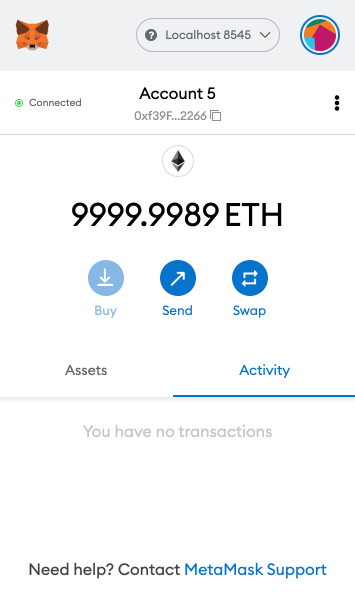 Localhost 8545
Connected
Account 5
0xf39F...2266
9999.9989 ETH
Buy
Send
Swap
Assets
Activity
You have no transactions
Need help? Contact MetaMask Support